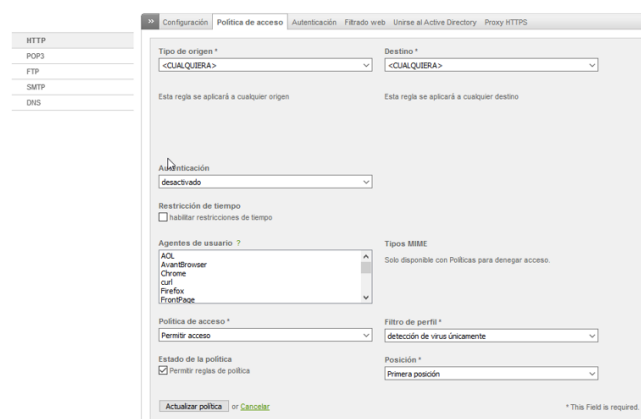 » Configuración Política de acceso Autenticación Filtrado web Unirse al Active Directory Proxy HTTPS
HTTP
POP3
FTP
SMTP
DNS
Tipo de origen * Destino *
<CUALQUIERA> <CUALQUIERA>
Esta regla se aplicará a cualquier origen Esta regla se aplicará a cualquier destino
Autenticación
desactivado
Restricción de tiempo
habilitar restricciones de tiempo
Agentes de usuario ? Tipos MIME
AOL Solo disponible con Políticas para denegar acceso.
AvantBrowser
Chrome
curl
Firefox
FrontPage
Política de acceso * Filtro de perfil *
Permitir acceso detección de virus únicamente
Estado de la política Posición *
Permitir reglas de política Primera posición
Actualizar política or Cancelar * This Field is required.